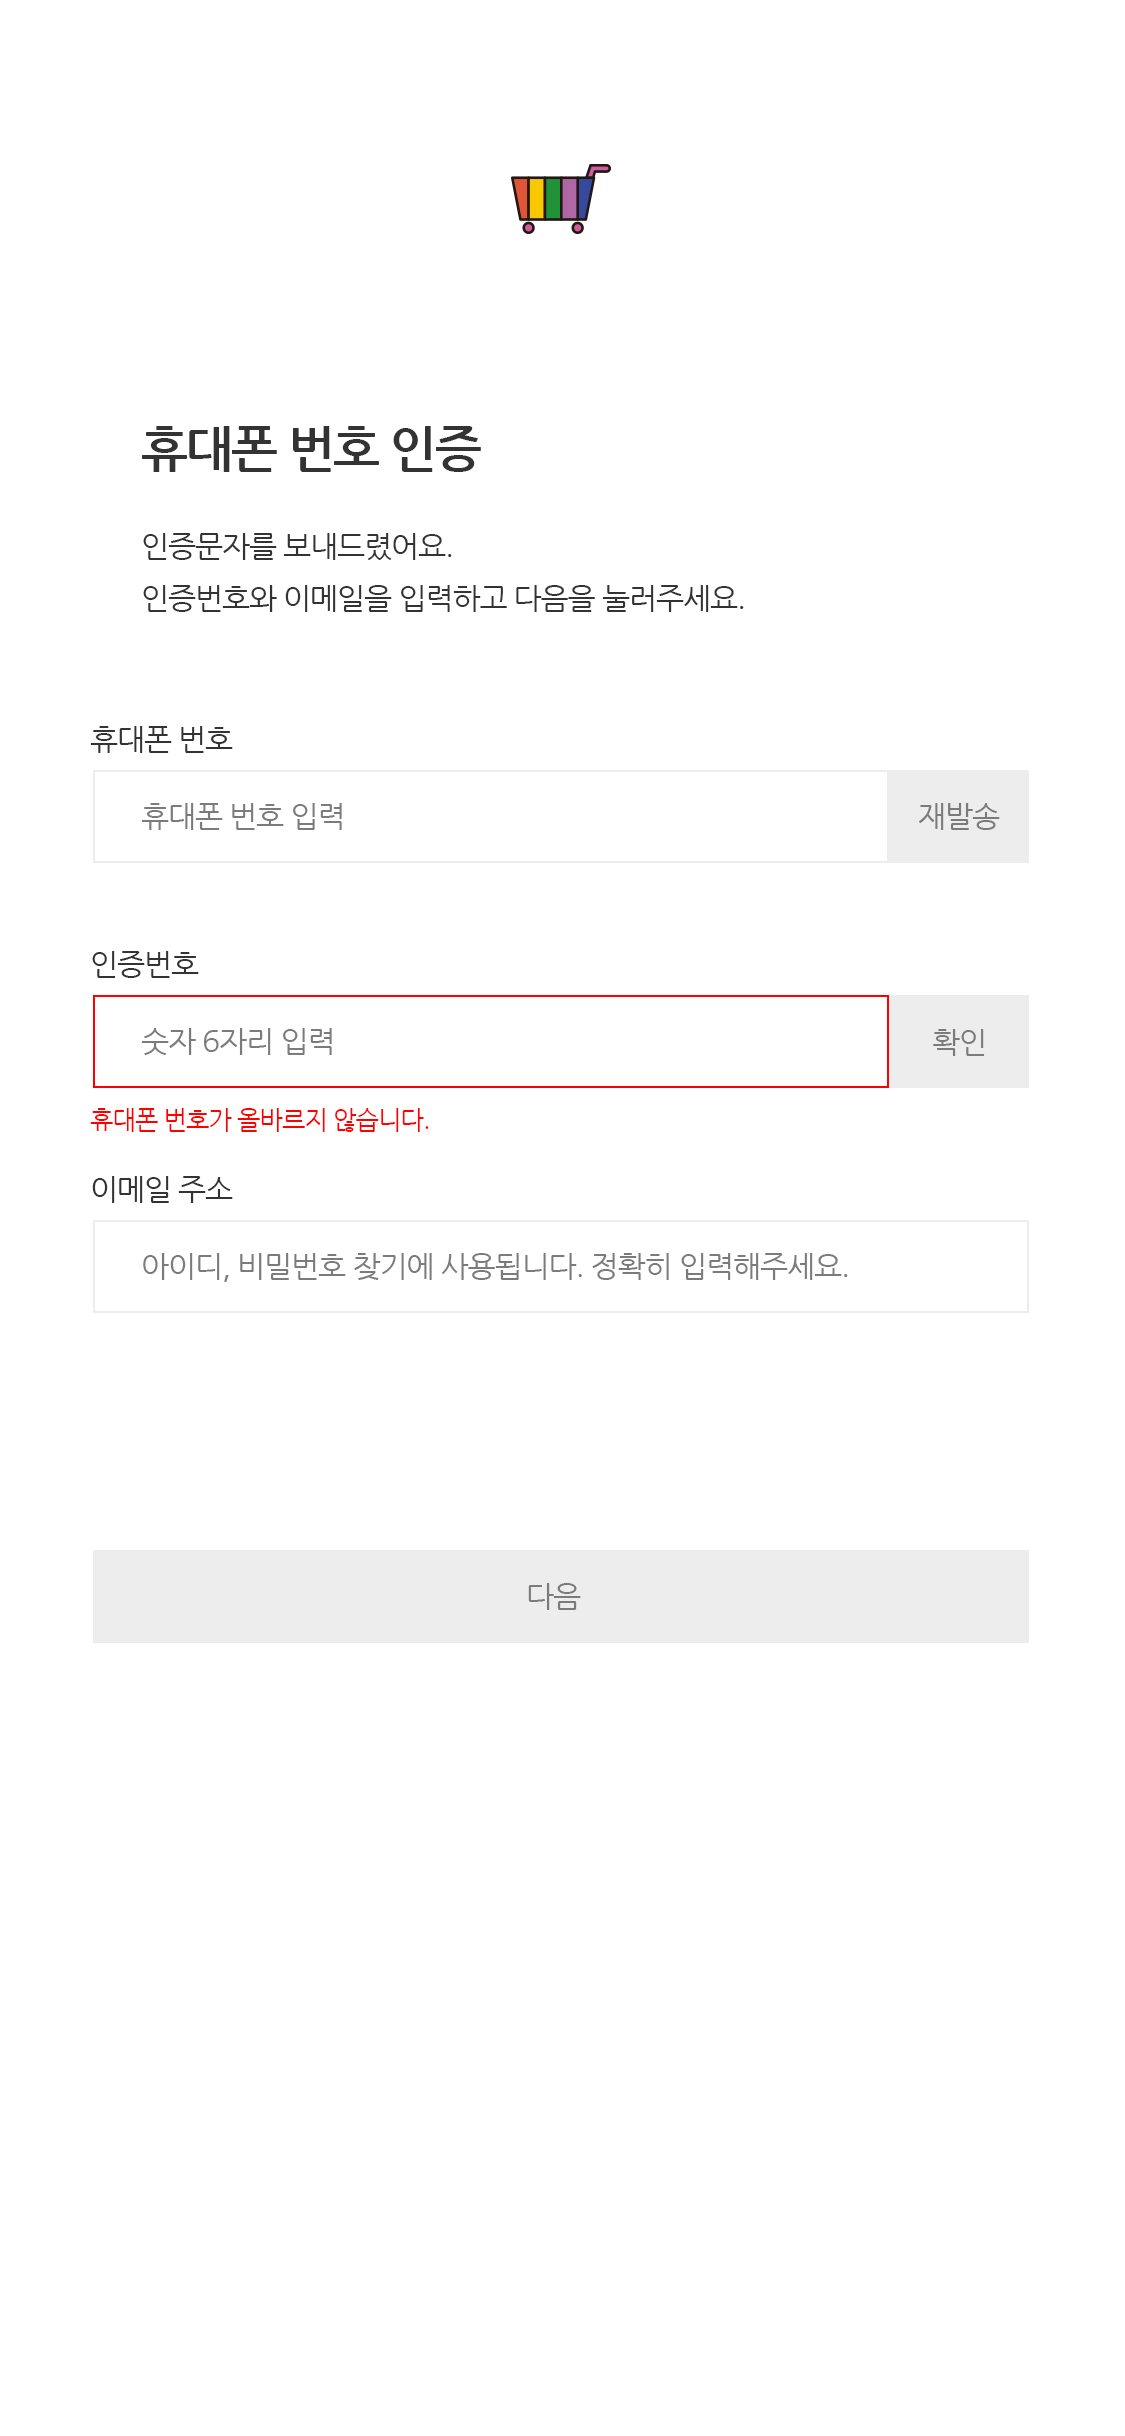 휴대폰 번호 인증
인증문자를 보내드렸어요.
인증번호와 이메일을 입력하고 다음을 눌러주세요.
휴대폰 번호
휴대폰 번호 입력
재발송
인증번호
숫자 6자리 입력
확인
휴대폰 번호가 올바르지 않습니다.
이메일 주소
아이디, 비밀번호 찾기에 사용됩니다. 정확히 입력해주세요.
다음